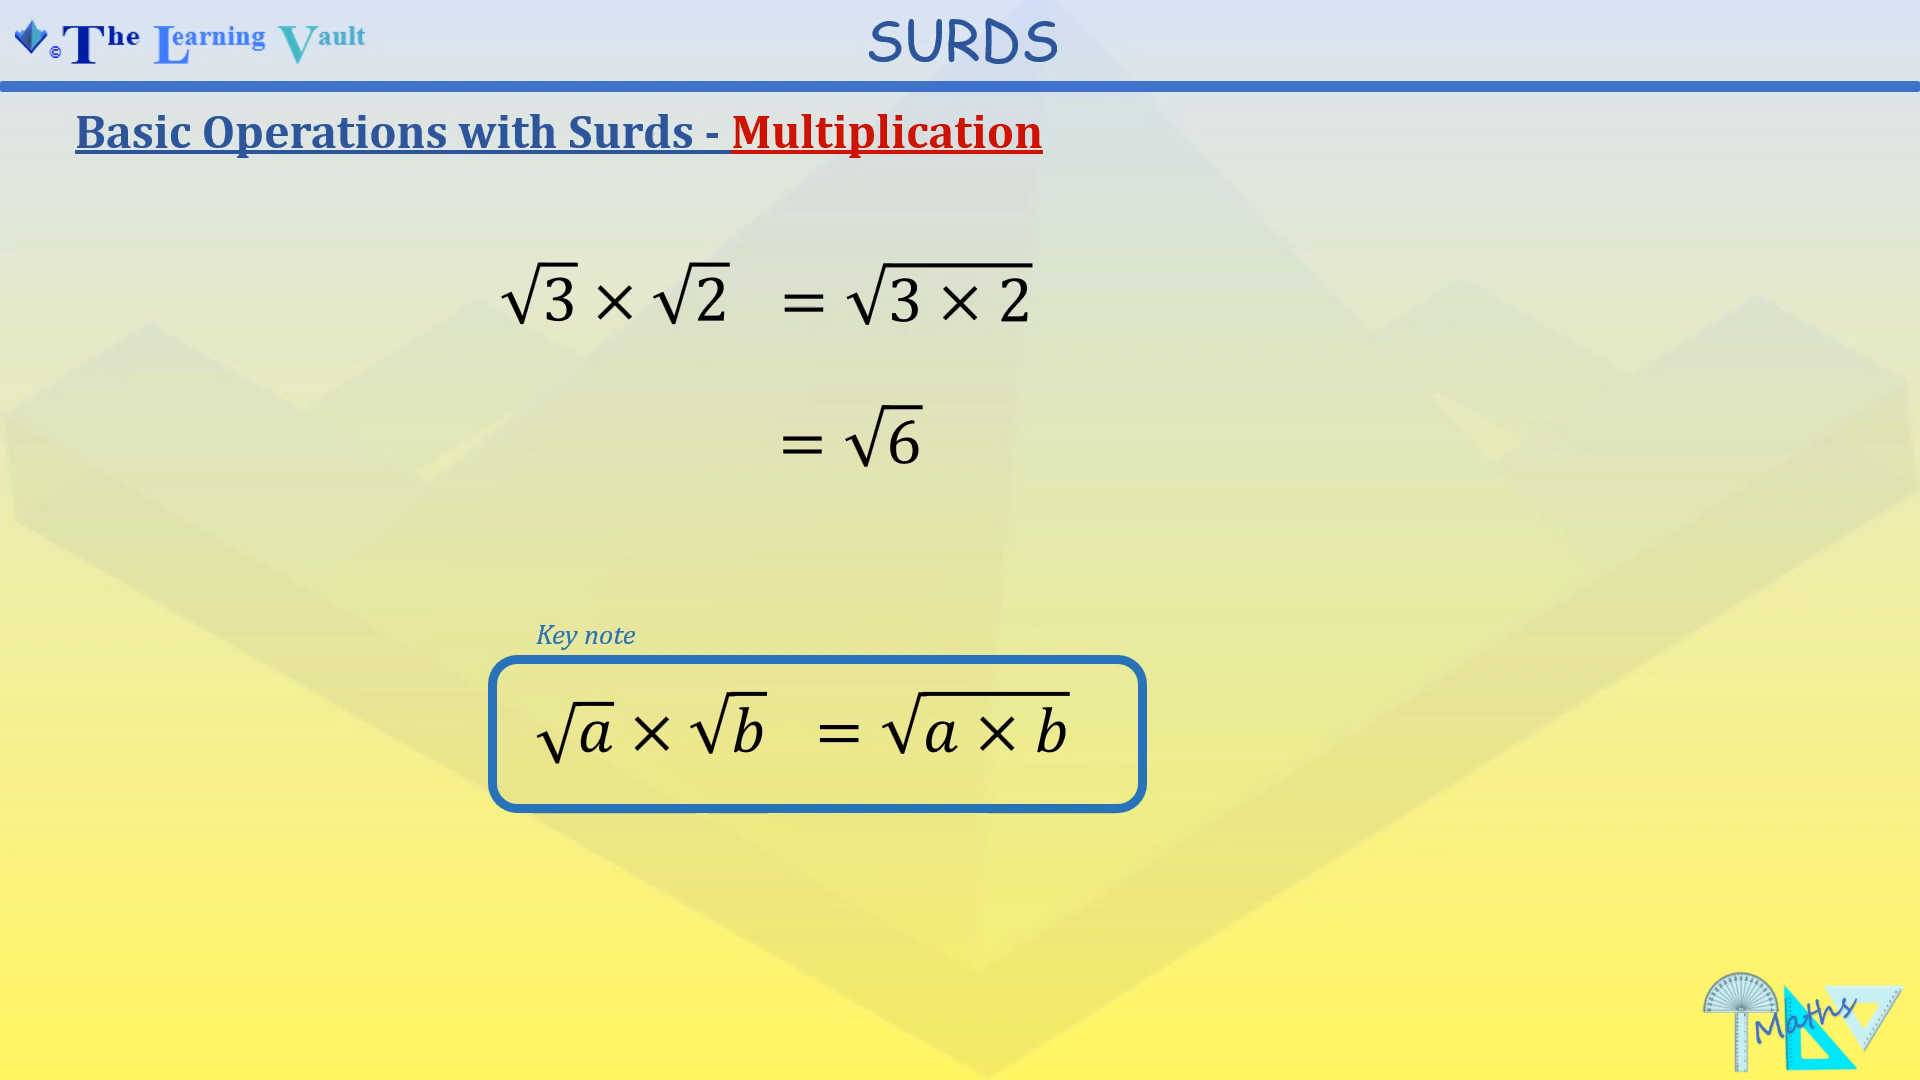 © The Learning Vault
SURDS
Basic Operations with Surds - Multiplication
√3 × √2 = √(3 × 2)
= √6
Key note
√a × √b = √(a × b)
Maths